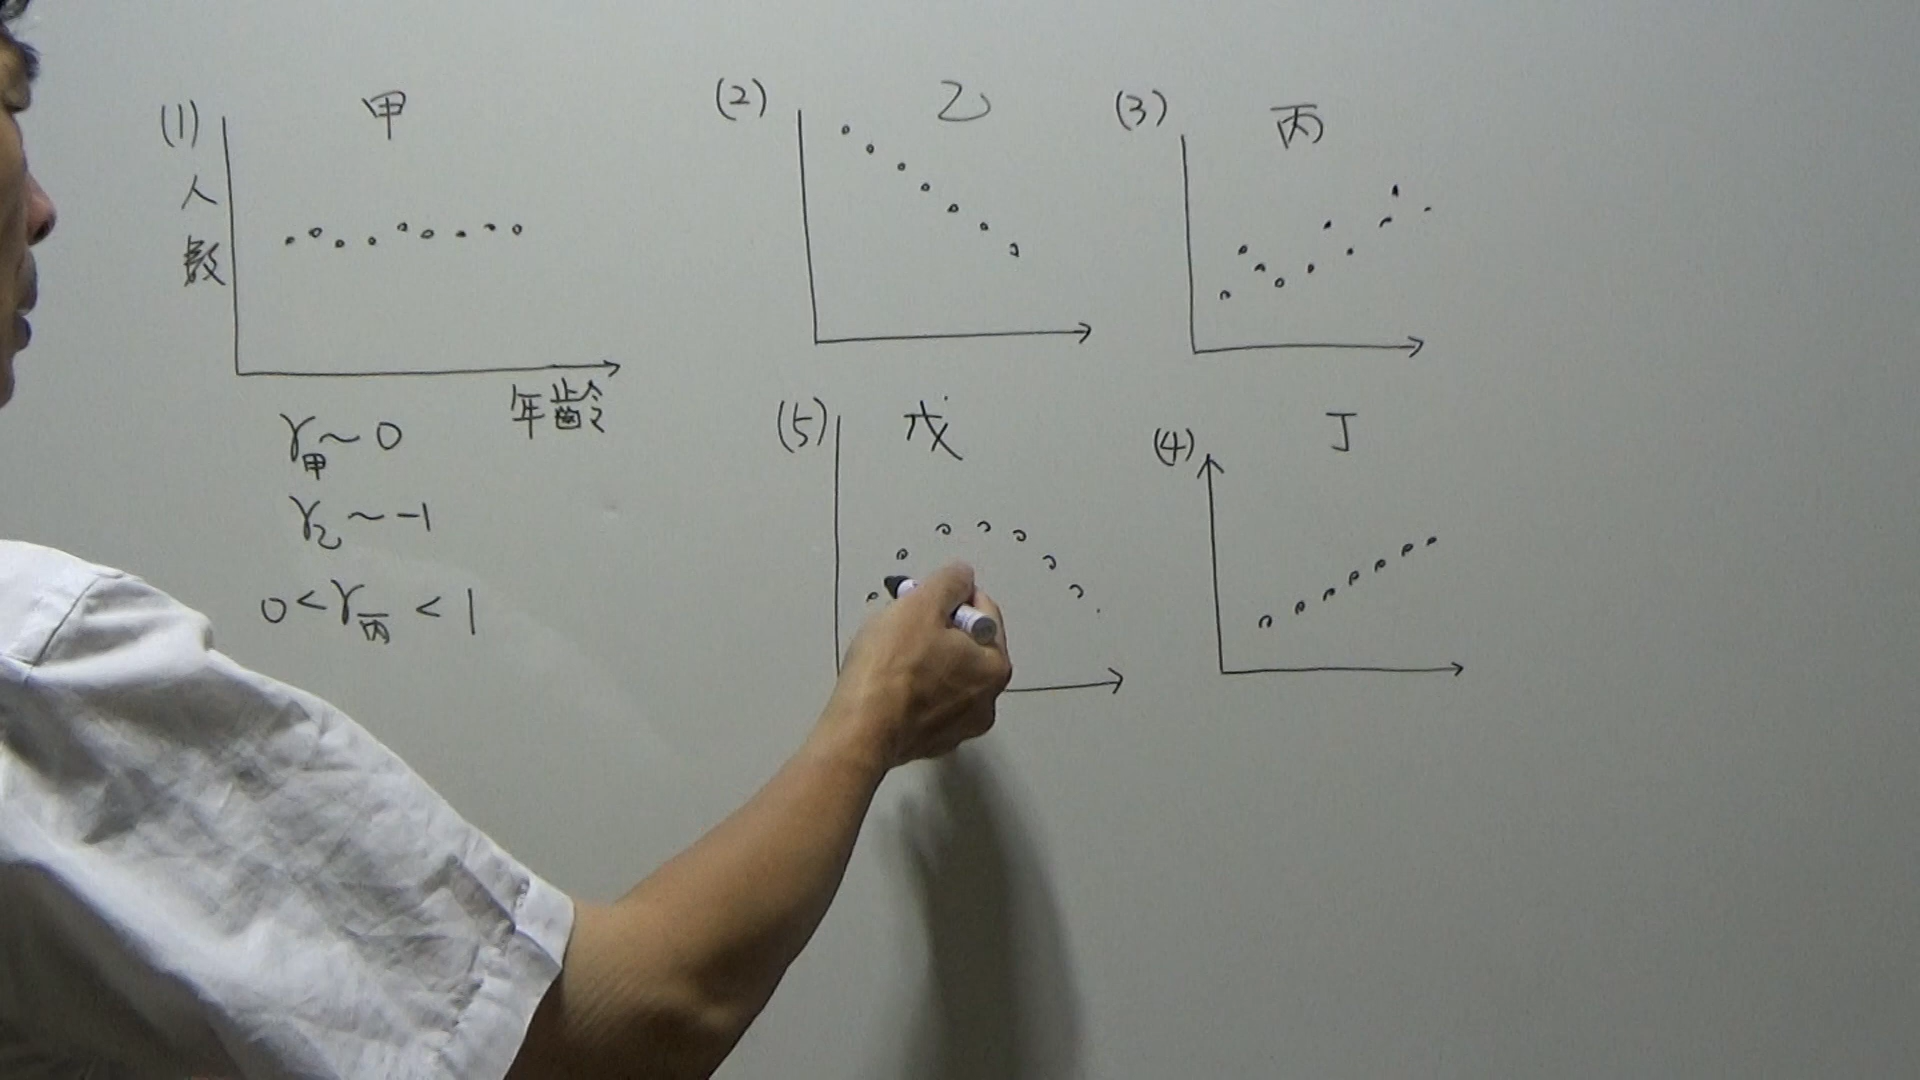 (1) 甲
人数
年齡
(2) 乙
(3) 丙
(5) 戊
(4) 丁
r甲 ~ 0
r乙 ~ -1
0 < r丙 < 1